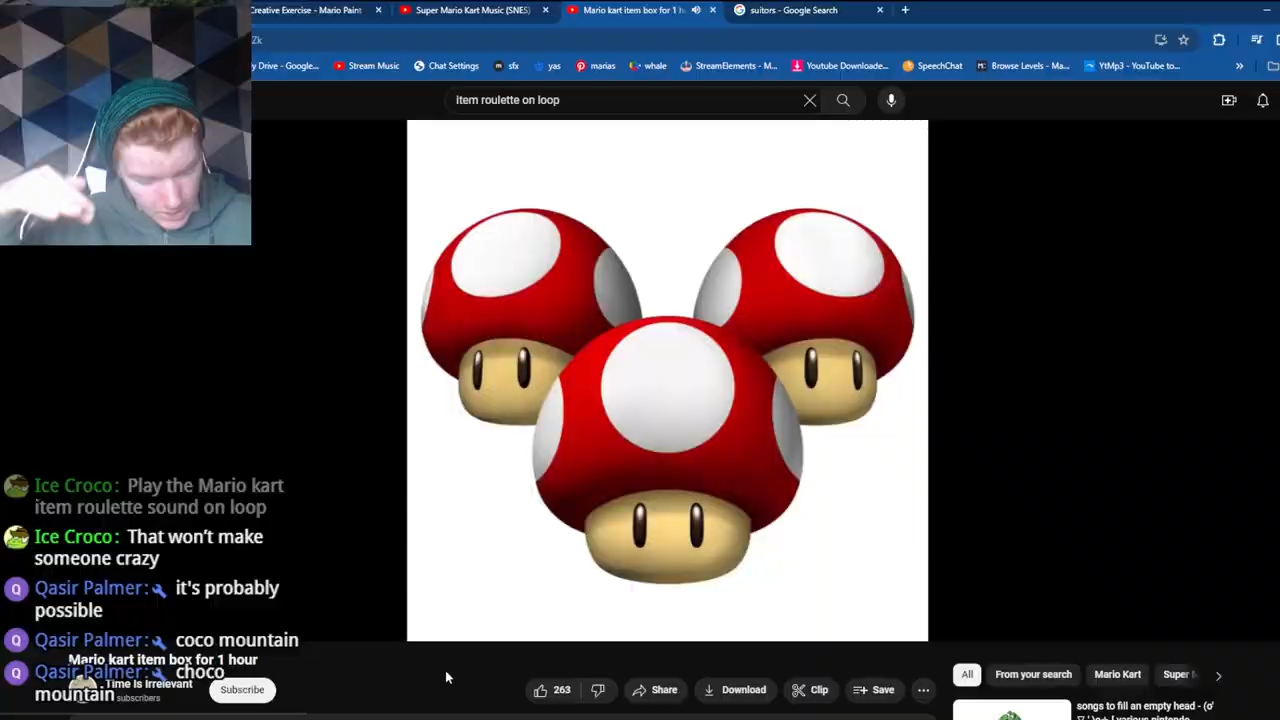 Creative Exercise - Mario Paint
Super Mario Kart Music (SNES)
Mario kart item box for 1 h
suitors - Google Search
Zk
y Drive - Google...
Stream Music
Chat Settings
sfx
yas
marias
whale
StreamElements - M...
Youtube Downloade...
SpeechChat
Browse Levels - Ma...
YtMp3 - YouTube to...
item roulette on loop
Ice Croco: Play the Mario kart
item roulette sound on loop
Ice Croco: That won't make
someone crazy
Qasir Palmer: it's probably
possible
Qasir Palmer: coco mountain
Qasir Palmer: choco
mountain
Mario kart item box for 1 hour
Time Is Irrelevant
subscribers
Subscribe
263
Share
Download
Clip
Save
All
From your search
Mario Kart
Super
songs to fill an empty head - (o'